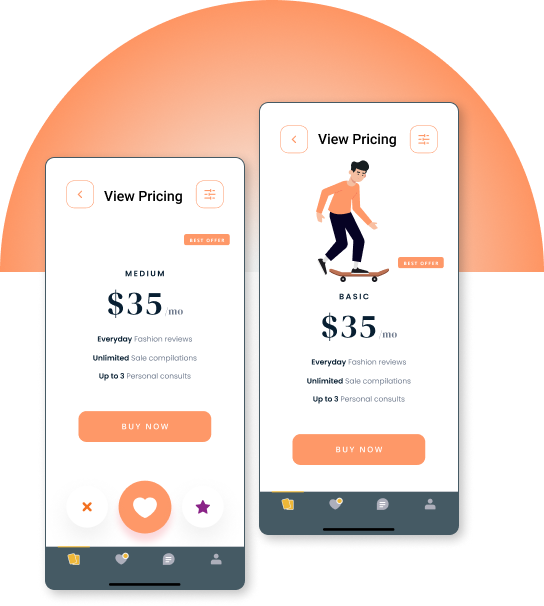 View Pricing
BEST OFFER
MEDIUM
$35/mo
Everyday Fashion reviews
Unlimited Sale compilations
Up to 3 Personal consults
BUY NOW
View Pricing
BEST OFFER
BASIC
$35/mo
Everyday Fashion reviews
Unlimited Sale compilations
Up to 3 Personal consults
BUY NOW